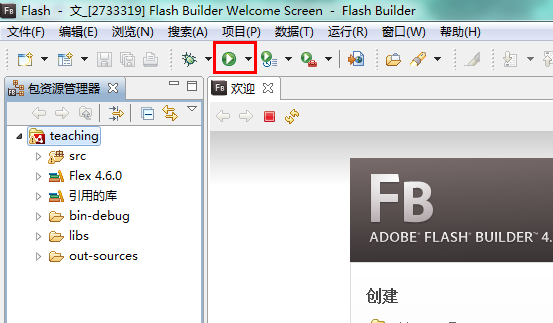 Fb Flash - 文_[2733319] Flash Builder Welcome Screen - Flash Builder
文件(F) 编辑(E) 浏览(N) 搜索(A) 项目(P) 数据(T) 运行(R) 窗口(W) 帮助(H)
包资源管理器
Fb 欢迎
teaching
src
Flex 4.6.0
引用的库
bin-debug
libs
out-sources
FB
ADOBE® FLASH® BUILDER™ 4.
创建